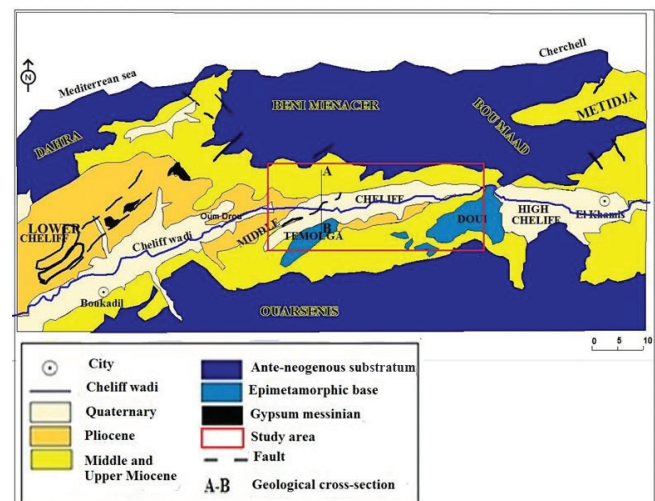 Cherchell
Mediterrean sea
N
BENI MENACER
BOU MAAD
METIDJA
DAHRA
A
CHELIFF
LOWER
CHELIFF
Oum-Drou
Cheliff wadi
MIDDLE
B
TEMOLGA
DOUI
HIGH
CHELIFF
El Khamis
Boukadil
OUARSENIS
0 5 10
City
Cheliff wadi
Quaternary
Pliocene
Middle and
Upper Miocene
Ante-neogenous substratum
Epimetamorphic base
Gypsum messinian
Study area
Fault
A-B Geological cross-section